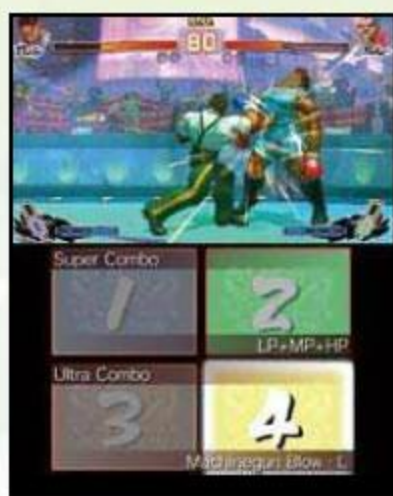 80
Super Combo
1
2
LP+MP+HP
Ultra Combo
3
4
Machinegun Blow - L